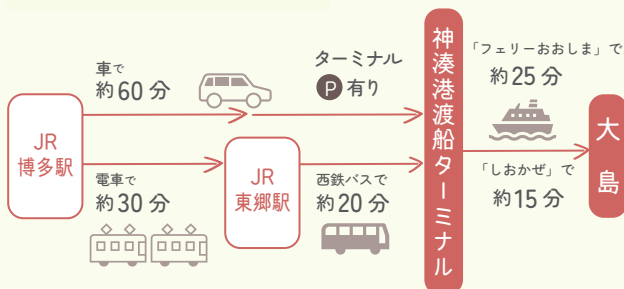 JR
博多駅
車で
約60分
ターミナル
P有り
電車で
約30分
JR
東郷駅
西鉄バスで
約20分
神湊港渡船ターミナル
「フェリーおおしま」で
約25分
「しおかぜ」で
約15分
大島